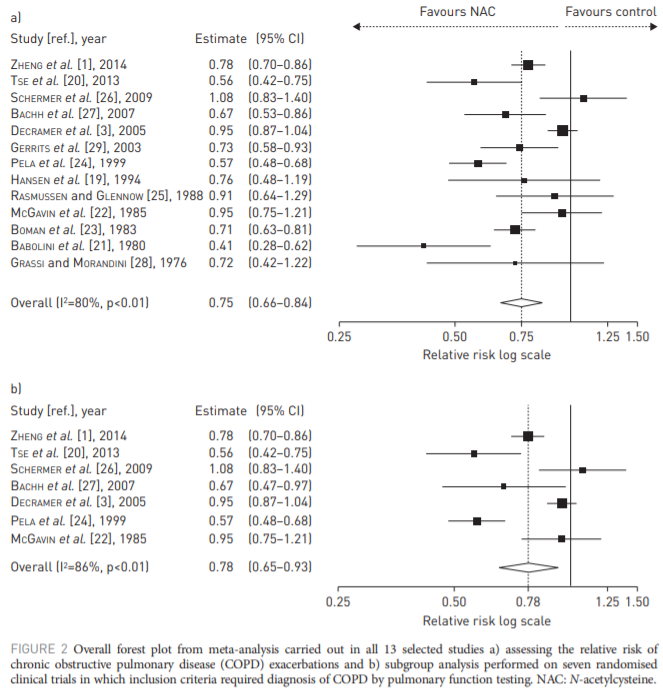 a)
Favours NAC Favours control
Study [ref.], year Estimate (95% CI)
ZHENG et al. [1], 2014 0.78 (0.70–0.86)
TSE et al. [20], 2013 0.56 (0.42–0.75)
SCHERMER et al. [26], 2009 1.08 (0.83–1.40)
BACHH et al. [27], 2007 0.67 (0.53–0.86)
DECRAMER et al. [3], 2005 0.95 (0.87–1.04)
GERRITS et al. [29], 2003 0.73 (0.58–0.93)
PELA et al. [24], 1999 0.57 (0.48–0.68)
HANSEN et al. [19], 1994 0.76 (0.48–1.19)
RASMUSSEN and GLENNOW [25], 1988 0.91 (0.64–1.29)
MCGAVIN et al. [22], 1985 0.95 (0.75–1.21)
BOMAN et al. [23], 1983 0.71 (0.63–0.81)
BABOLINI et al. [21], 1980 0.41 (0.28–0.62)
GRASSI and MORANDINI [28], 1976 0.72 (0.42–1.22)
Overall (I²=80%, p<0.01) 0.75 (0.66–0.84)
0.25 0.50 0.75 1.25 1.50
Relative risk log scale
b)
Study [ref.], year Estimate (95% CI)
ZHENG et al. [1], 2014 0.78 (0.70–0.86)
TSE et al. [20], 2013 0.56 (0.42–0.75)
SCHERMER et al. [26], 2009 1.08 (0.83–1.40)
BACHH et al. [27], 2007 0.67 (0.47–0.97)
DECRAMER et al. [3], 2005 0.95 (0.87–1.04)
PELA et al. [24], 1999 0.57 (0.48–0.68)
MCGAVIN et al. [22], 1985 0.95 (0.75–1.21)
Overall (I²=86%, p<0.01) 0.78 (0.65–0.93)
0.25 0.50 0.78 1.25 1.50
Relative risk log scale
FIGURE 2 Overall forest plot from meta-analysis carried out in all 13 selected studies a) assessing the relative risk of
chronic obstructive pulmonary disease (COPD) exacerbations and b) subgroup analysis performed on seven randomised
clinical trials in which inclusion criteria required diagnosis of COPD by pulmonary function testing. NAC: N-acetylcysteine.